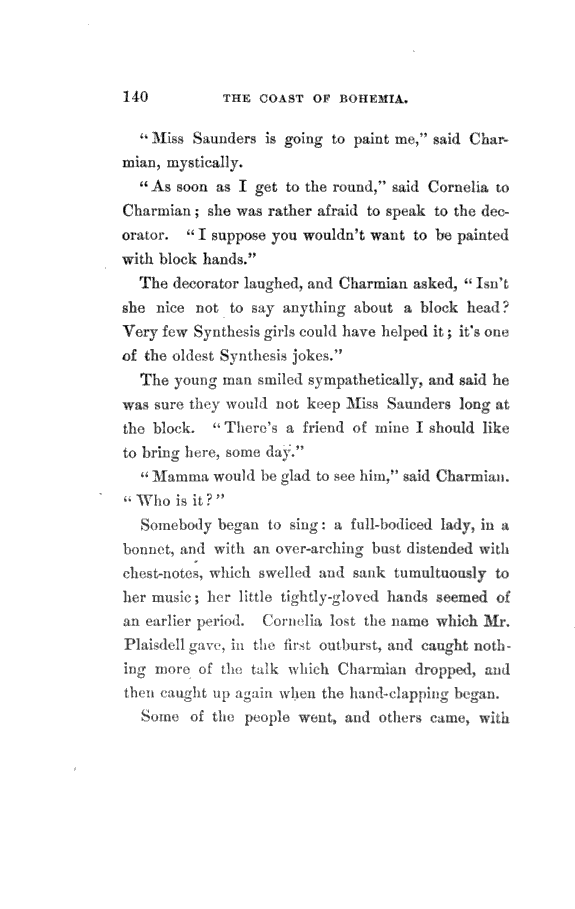 140 THE COAST OF BOHEMIA.
“Miss Saunders is going to paint me,” said Char-
mian, mystically.
“As soon as I get to the round,” said Cornelia to
Charmian; she was rather afraid to speak to the dec-
orator. “I suppose you wouldn’t want to be painted
with block hands.”
The decorator laughed, and Charmian asked, “Isn’t
she nice not to say anything about a block head?
Very few Synthesis girls could have helped it; it’s one
of the oldest Synthesis jokes.”
The young man smiled sympathetically, and said he
was sure they would not keep Miss Saunders long at
the block. “There’s a friend of mine I should like
to bring here, some day.”
“Mamma would be glad to see him,” said Charmian.
“Who is it?”
Somebody began to sing: a full-bodiced lady, in a
bonnet, and with an over-arching bust distended with
chest-notes, which swelled and sank tumultuously to
her music; her little tightly-gloved hands seemed of
an earlier period. Cornelia lost the name which Mr.
Plaisdell gave, in the first outburst, and caught noth-
ing more of the talk which Charmian dropped, and
then caught up again when the hand-clapping began.
Some of the people went, and others came, with